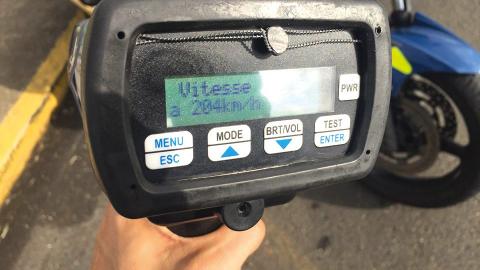 Vitesse
a 204km/h
PWR
MENU
ESC
MODE
BRT/VOL
TEST
ENTER